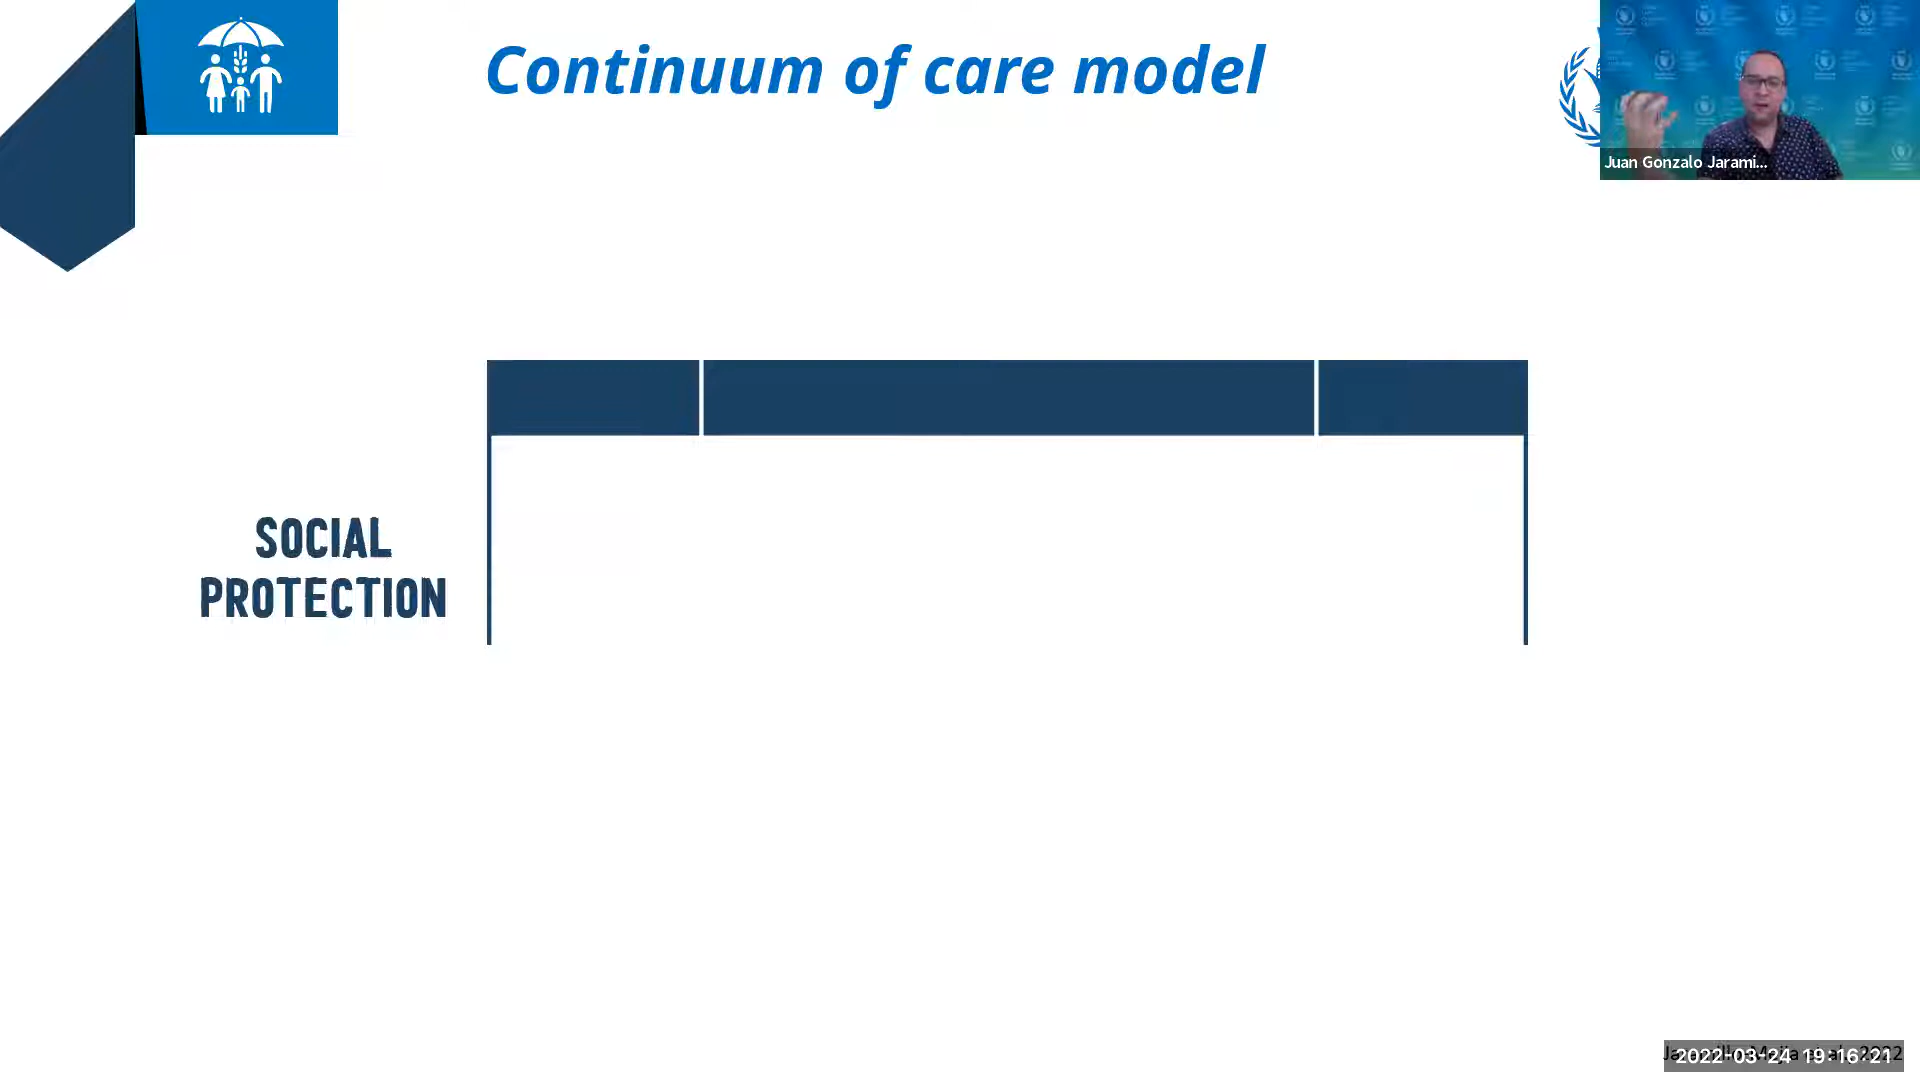 Continuum of care model
Juan Gonzalo Jarami...
SOCIAL
PROTECTION
2022-03-24 19:16:21